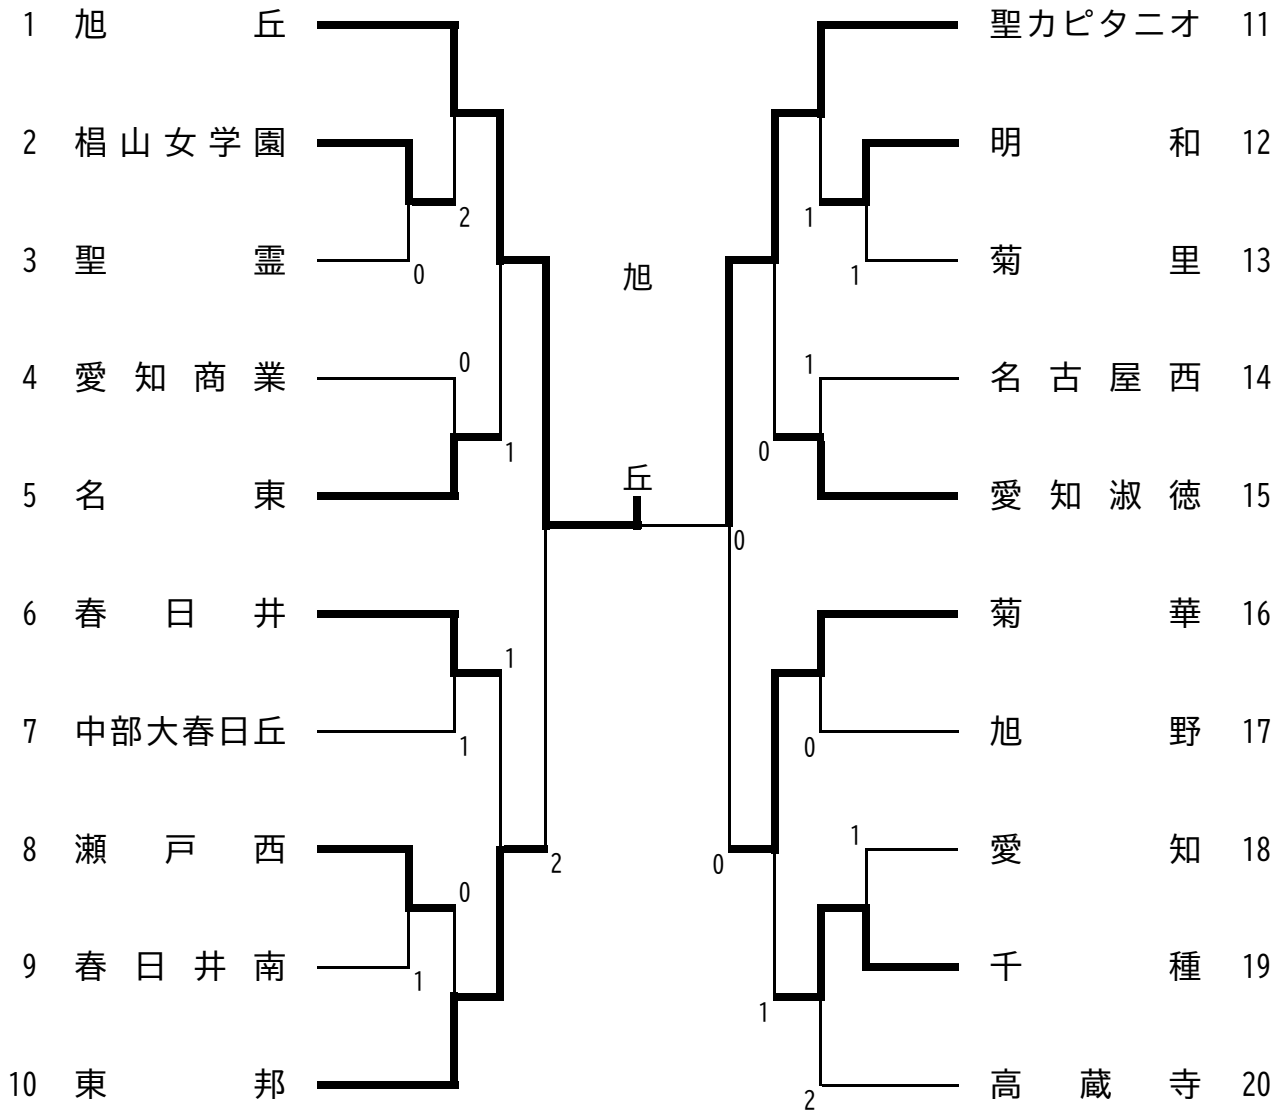 1 旭丘
2 椙山女学園
3 聖霊
4 愛知商業
5 名東
6 春日井
7 中部大春日丘
8 瀬戸西
9 春日井南
10 東邦
2
0
0
1
1
1
0
1
2
旭
丘
0
0
1
1
1
0
0
1
1
2
聖カピタニオ 11
明和 12
菊里 13
名古屋西 14
愛知淑徳 15
菊華 16
旭野 17
愛知 18
千種 19
高蔵寺 20